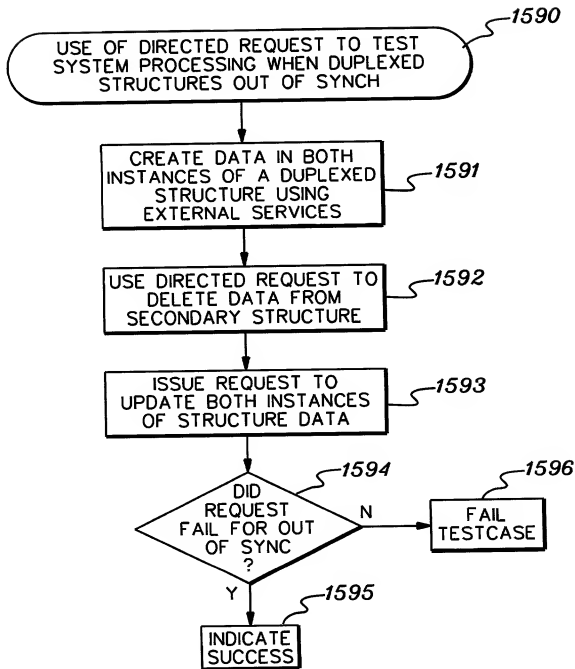 1590
USE OF DIRECTED REQUEST TO TEST
SYSTEM PROCESSING WHEN DUPLEXED
STRUCTURES OUT OF SYNCH
CREATE DATA IN BOTH
INSTANCES OF A DUPLEXED
STRUCTURE USING
EXTERNAL SERVICES
1591
USE DIRECTED REQUEST TO
DELETE DATA FROM
SECONDARY STRUCTURE
1592
ISSUE REQUEST TO
UPDATE BOTH INSTANCES
OF STRUCTURE DATA
1593
1594
DID
REQUEST
FAIL FOR OUT
OF SYNC
?
N
1596
FAIL
TESTCASE
Y
1595
INDICATE
SUCCESS